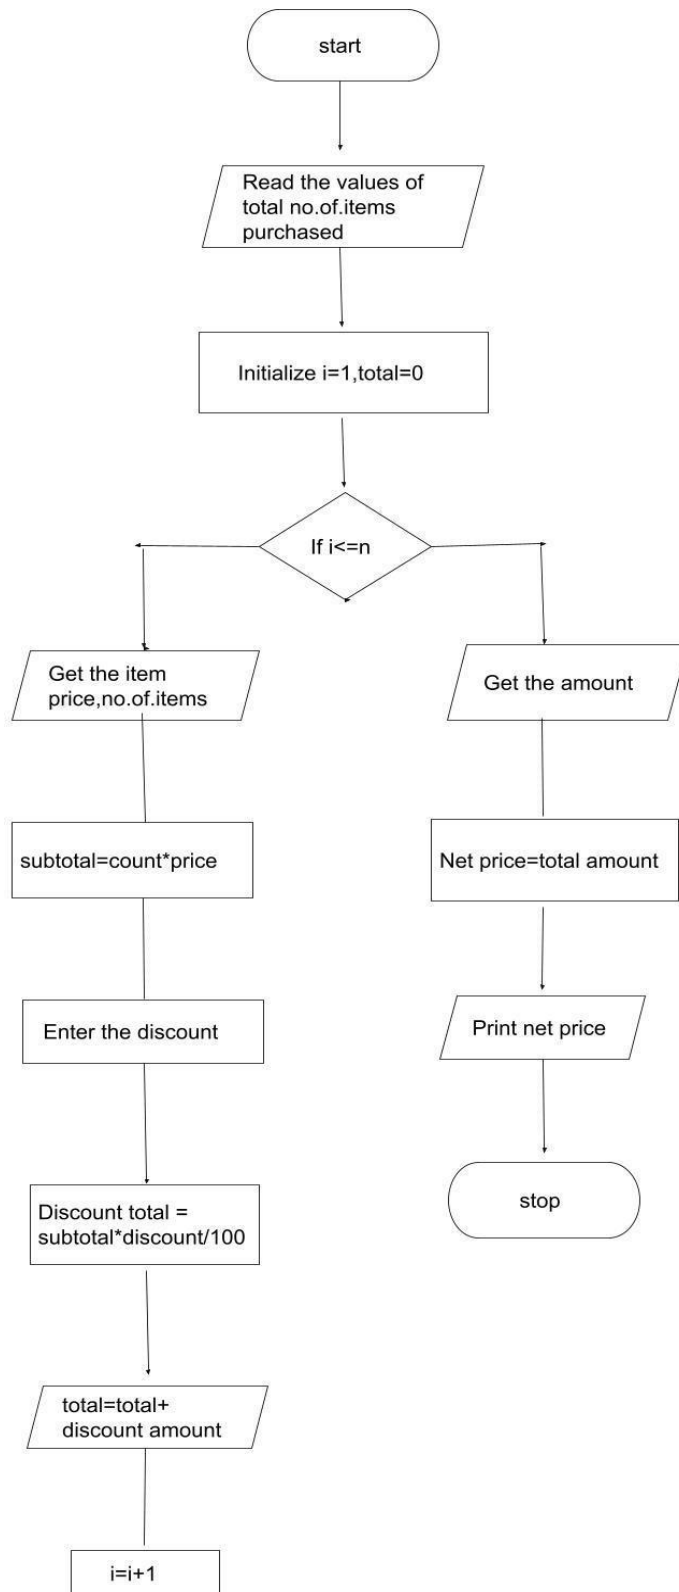 start
Read the values of
total no.of.items
purchased
Initialize i=1,total=0
If i<=n
Get the item
price,no.of.items
subtotal=count*price
Enter the discount
Discount total =
subtotal*discount/100
total=total+
discount amount
i=i+1
Get the amount
Net price=total amount
Print net price
stop